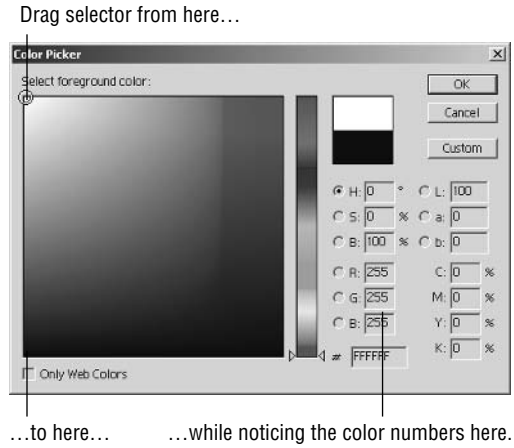 Drag selector from here…
Color Picker
Select foreground color:
OK
Cancel
Custom
H: 0 °
L: 100
S: 0 %
a: 0
B: 100 %
b: 0
R: 255
C: 0 %
G: 255
M: 0 %
B: 255
Y: 0 %
# FFFFFF
K: 0 %
Only Web Colors
…to here…
…while noticing the color numbers here.